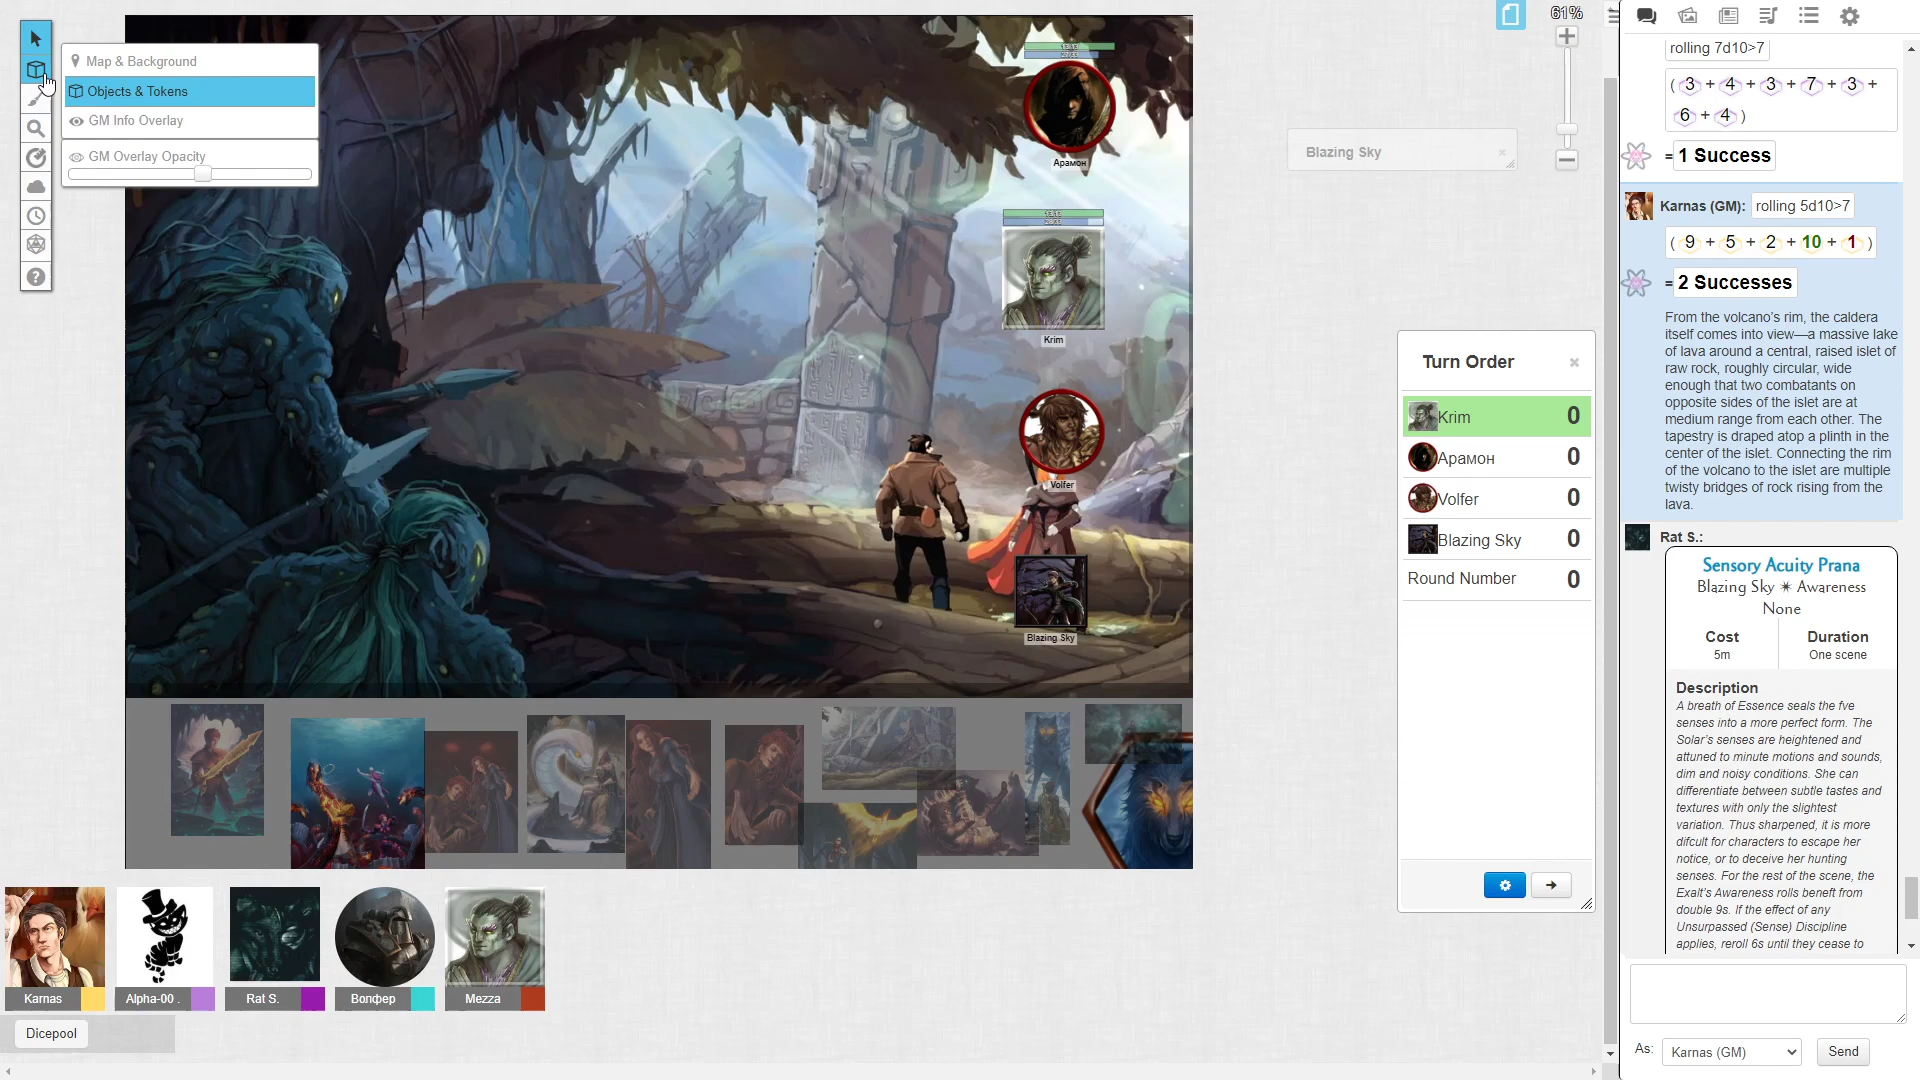 Map & Background
Objects & Tokens
GM Info Overlay
GM Overlay Opacity
Арамон
Krim
Volfer
Blazing Sky
Blazing Sky
61%
Turn Order
Krim 0
Арамон 0
Volfer 0
Blazing Sky 0
Round Number 0
Karnas
Alpha-00 .
Rat S.
Волфер
Mezza
Dicepool
rolling 7d10>7
(3+4+3+7+3+
6+4)
=1 Success
Karnas (GM): rolling 5d10>7
(9+5+2+10+1)
=2 Successes
From the volcano's rim, the caldera
itself comes into view—a massive lake
of lava around a central, raised islet of
raw rock, roughly circular, wide
enough that two combatants on
opposite sides of the islet are at
medium range from each other. The
tapestry is draped atop a plinth in the
center of the islet. Connecting the rim
of the volcano to the islet are multiple
twisty bridges of rock rising from the
lava.
Rat S.:
Sensory Acuity Prana
Blazing Sky ✴ Awareness
None
Cost Duration
5m One scene
Description
A breath of Essence seals the fve
senses into a more perfect form. The
Solar's senses are heightened and
attuned to minute motions and sounds,
dim and noisy conditions. She can
differentiate between subtle tastes and
textures with only the slightest
variation. Thus sharpened, it is more
difcult for characters to escape her
notice, or to deceive her hunting
senses. For the rest of the scene, the
Exalt's Awareness rolls beneft from
double 9s. If the effect of any
Unsurpassed (Sense) Discipline
applies, reroll 6s until they cease to
As: Karnas (GM) Send